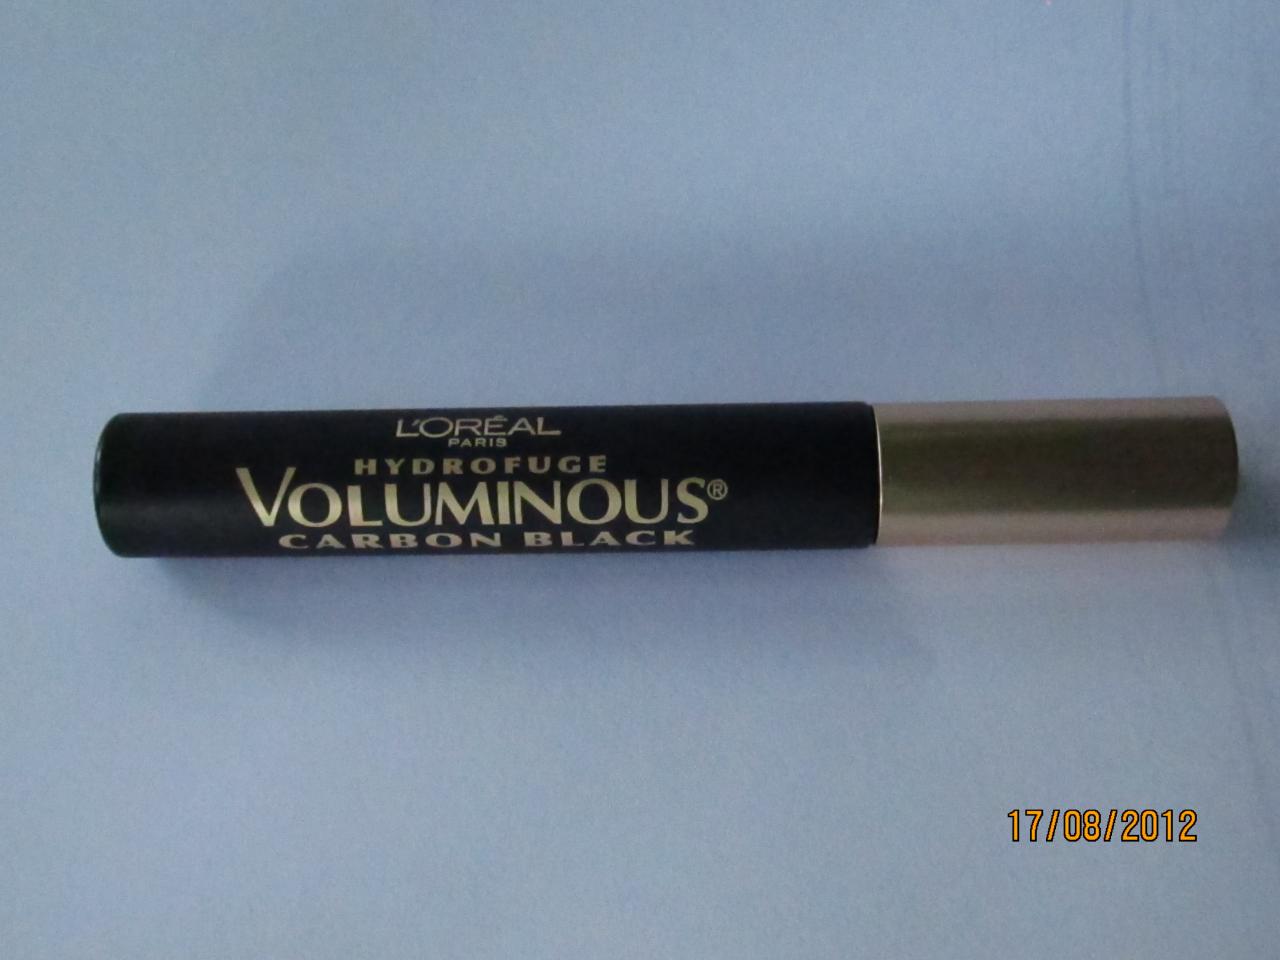 L'ORÉAL
PARIS
HYDROFUGE
VOLUMINOUS®
CARBON BLACK
17/08/2012